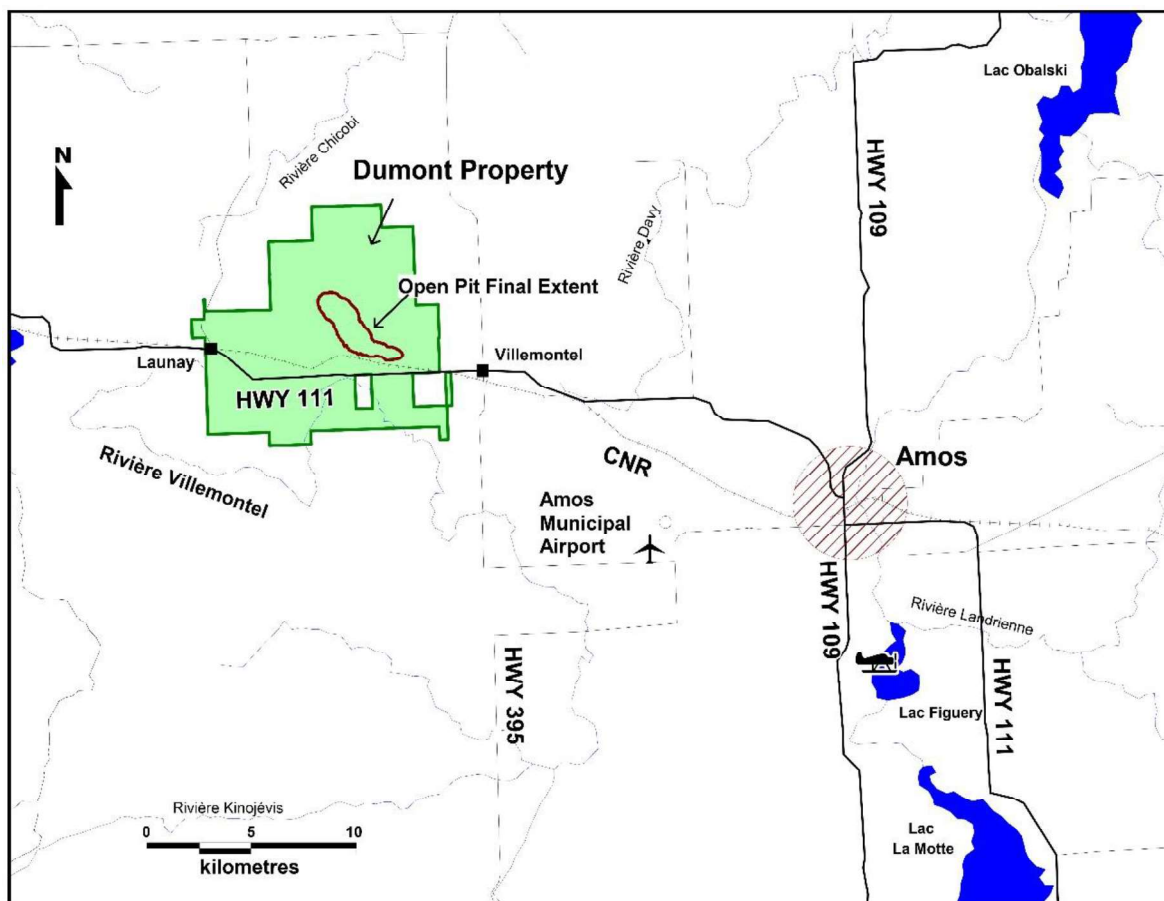 Lac Obalski
N
Rivière Chicobi
Dumont Property
HWY 109
Rivière Davy
Open Pit Final Extent
Launay
Villemontel
HWY 111
Rivière Villemontel
CNR
Amos
Amos
Municipal
Airport
HWY 109
Rivière Landrienne
HWY 395
HWY 111
Lac Figuery
Rivière Kinojévis
0 5 10
kilometres
Lac
La Motte